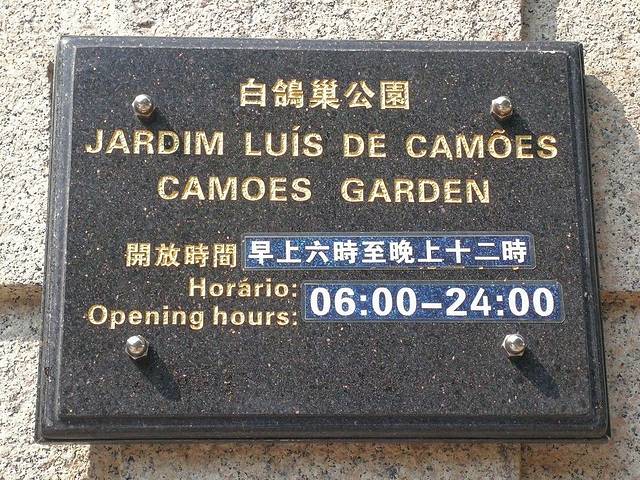 白鴿巢公園
JARDIM LUÍS DE CAMÕES
CAMOES GARDEN
開放時間 早上六時至晚上十二時
Horário:
Opening hours: 06:00-24:00